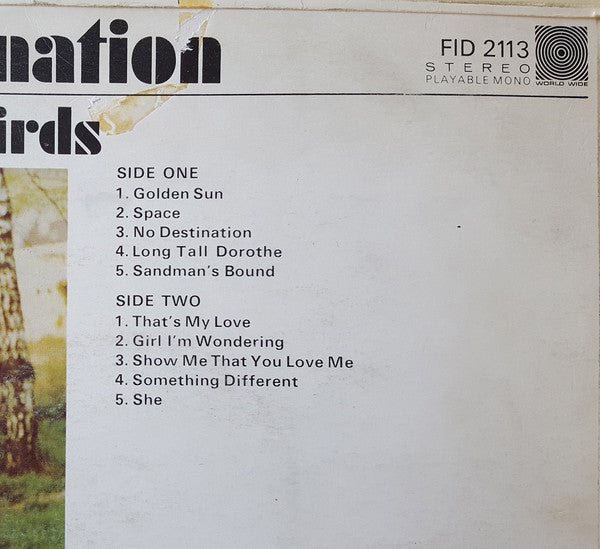 nation
FID 2113
STEREO
PLAYABLE MONO
WORLD WIDE
irds
SIDE ONE
1. Golden Sun
2. Space
3. No Destination
4. Long Tall Dorothe
5. Sandman's Bound
SIDE TWO
1. That's My Love
2. Girl I'm Wondering
3. Show Me That You Love Me
4. Something Different
5. She